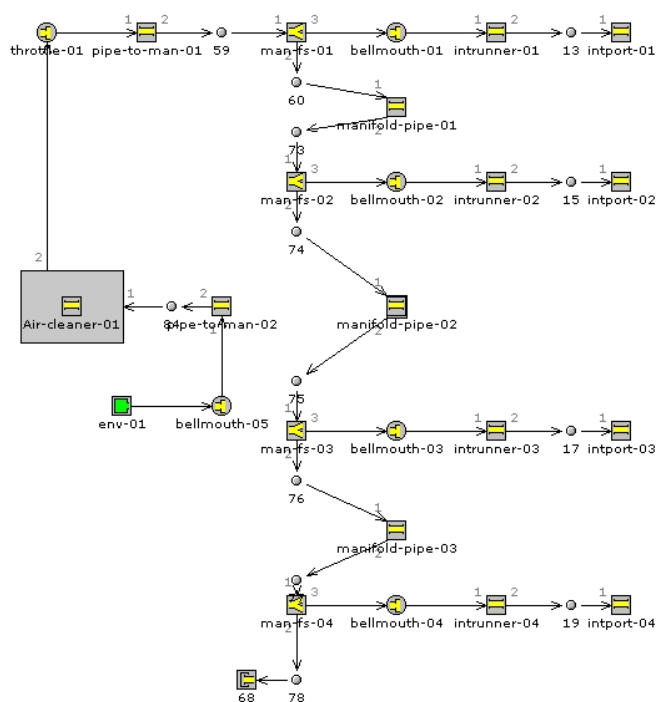 1 2 1 3 1 2
throttle-01 pipe-to-man-01 59 man-fs-01 bellmouth-01 intrunner-01 13 intport-01
2
60 1
manifold-pipe-01
73 2
1 3 1 2
man-fs-02 bellmouth-02 intrunner-02 15 intport-02
2
74
2 1
1 2
Air-cleaner-01 84 pipe-to-man-02 manifold-pipe-02
1 2
75
1 3 1 2
env-01 bellmouth-05 man-fs-03 bellmouth-03 intrunner-03 17 intport-03
2
76 1
manifold-pipe-03
2
1 3 1 2
man-fs-04 bellmouth-04 intrunner-04 19 intport-04
2
68 78